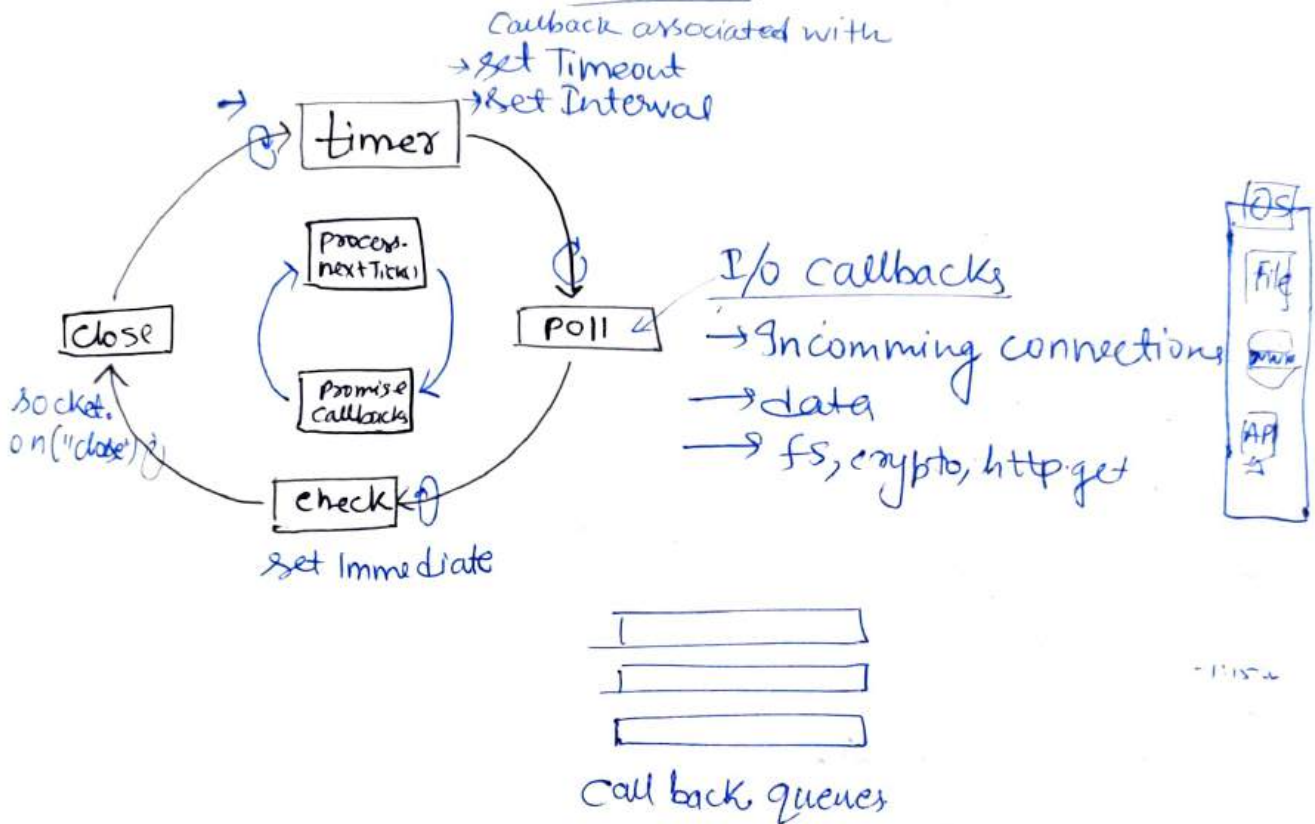 Callback associated with
→ set Timeout
→ set Interval
→
timer
process.
nextTick()
I/O callbacks
close
poll
→ Incomming connections
socket.
on("close")
promise
callbacks
→ data
→ fs, crypto, http.get
check
set Immediate
OS
File
API
Call back queues